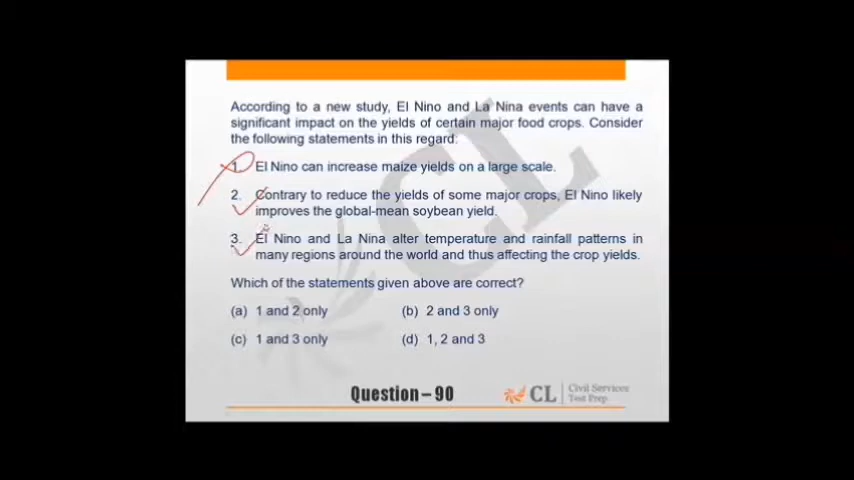 According to a new study, El Nino and La Nina events can have a
significant impact on the yields of certain major food crops. Consider
the following statements in this regard:
1. El Nino can increase maize yields on a large scale.
2. Contrary to reduce the yields of some major crops, El Nino likely
improves the global-mean soybean yield.
3. El Nino and La Nina alter temperature and rainfall patterns in
many regions around the world and thus affecting the crop yields.
Which of the statements given above are correct?
(a) 1 and 2 only (b) 2 and 3 only
(c) 1 and 3 only (d) 1, 2 and 3
Question – 90 CL Civil Services
Test Prep
CL